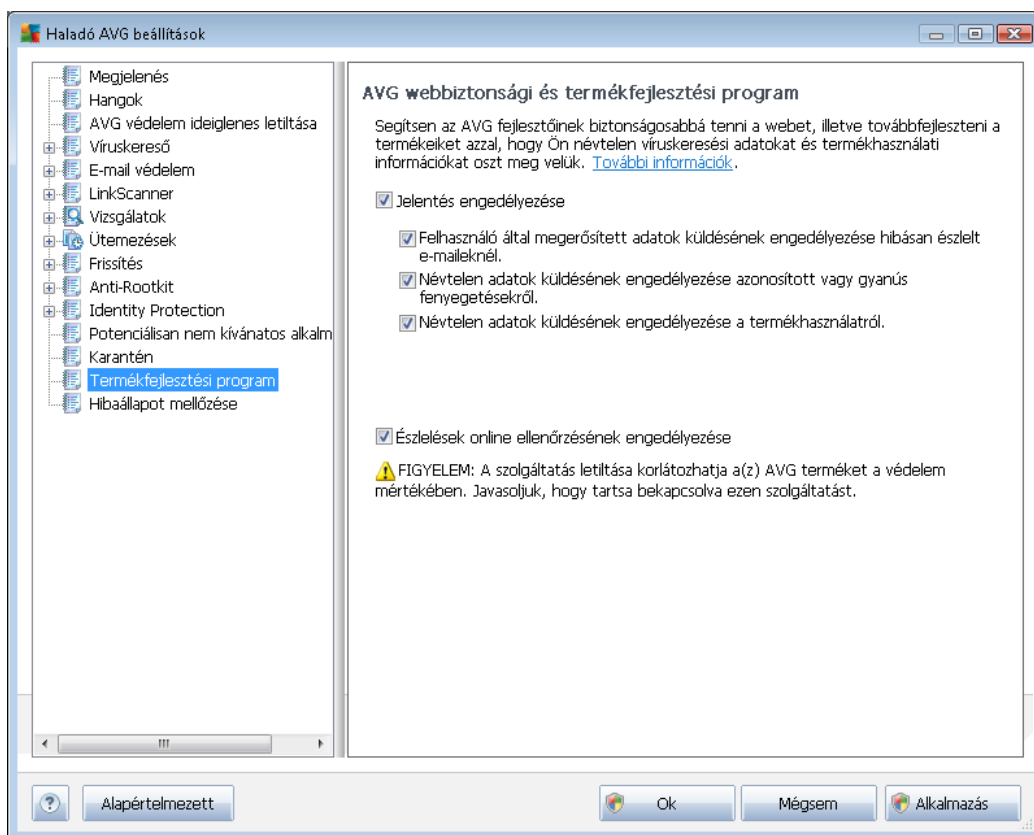 Haladó AVG beállítások
Megjelenés
Hangok
AVG védelem ideiglenes letiltása
Víruskereső
E-mail védelem
LinkScanner
Vizsgálatok
Ütemezések
Frissítés
Anti-Rootkit
Identity Protection
Potenciálisan nem kívánatos alkalm
Karantén
Termékfejlesztési program
Hibaállapot mellőzése
AVG webbiztonsági és termékfejlesztési program
Segítsen az AVG fejlesztőinek biztonságosabbá tenni a webet, illetve továbbfejleszteni a
termékeiket azzal, hogy Ön névtelen víruskeresési adatokat és termékhasználati
információkat oszt meg velük. További információk.
Jelentés engedélyezése
Felhasználó által megerősített adatok küldésének engedélyezése hibásan észlelt
e-maileknél.
Névtelen adatok küldésének engedélyezése azonosított vagy gyanús
fenyegetésekről.
Névtelen adatok küldésének engedélyezése a termékhasználatról.
Észlelések online ellenőrzésének engedélyezése
FIGYELEM: A szolgáltatás letiltása korlátozhatja a(z) AVG terméket a védelem
mértékében. Javasoljuk, hogy tartsa bekapcsolva ezen szolgáltatást.
?
Alapértelmezett
Ok
Mégsem
Alkalmazás